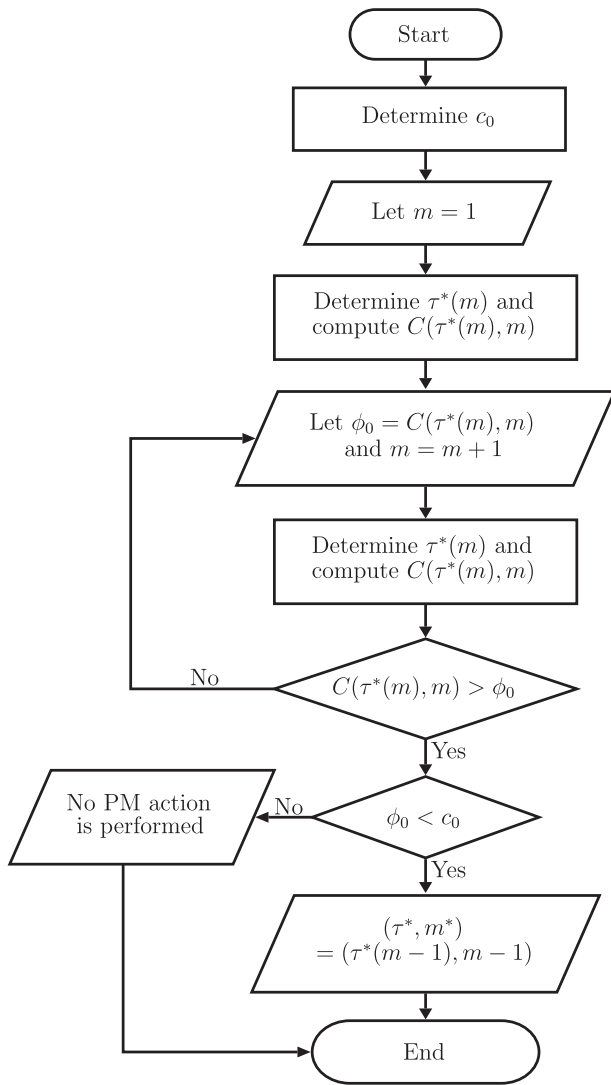 Start
Determine c₀
Let m = 1
Determine τ*(m) and
compute C(τ*(m), m)
Let ϕ₀ = C(τ*(m), m)
and m = m + 1
Determine τ*(m) and
compute C(τ*(m), m)
No
C(τ*(m), m) > ϕ₀
Yes
No PM action
is performed
No
ϕ₀ < c₀
Yes
(τ*, m*)
= (τ*(m − 1), m − 1)
End